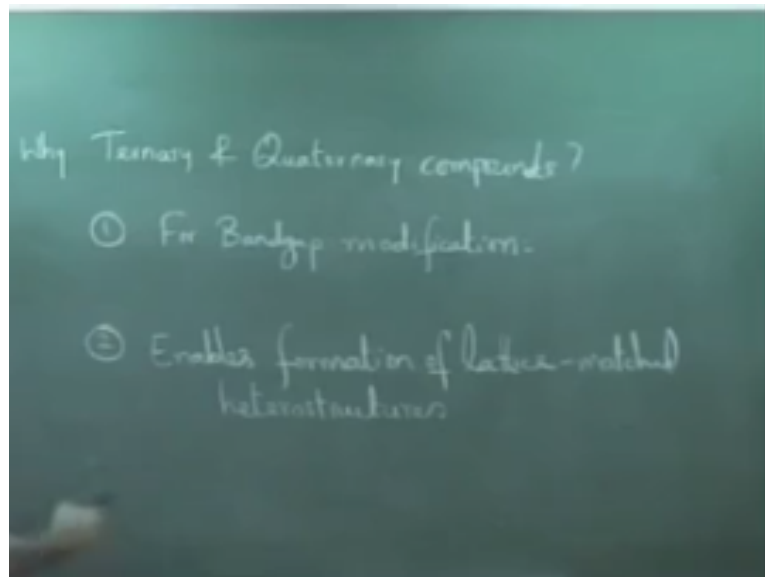 Why Ternary & Quaternary compounds?
① For Bandgap modification.
② Enables formation of lattice-matched
heterostructures